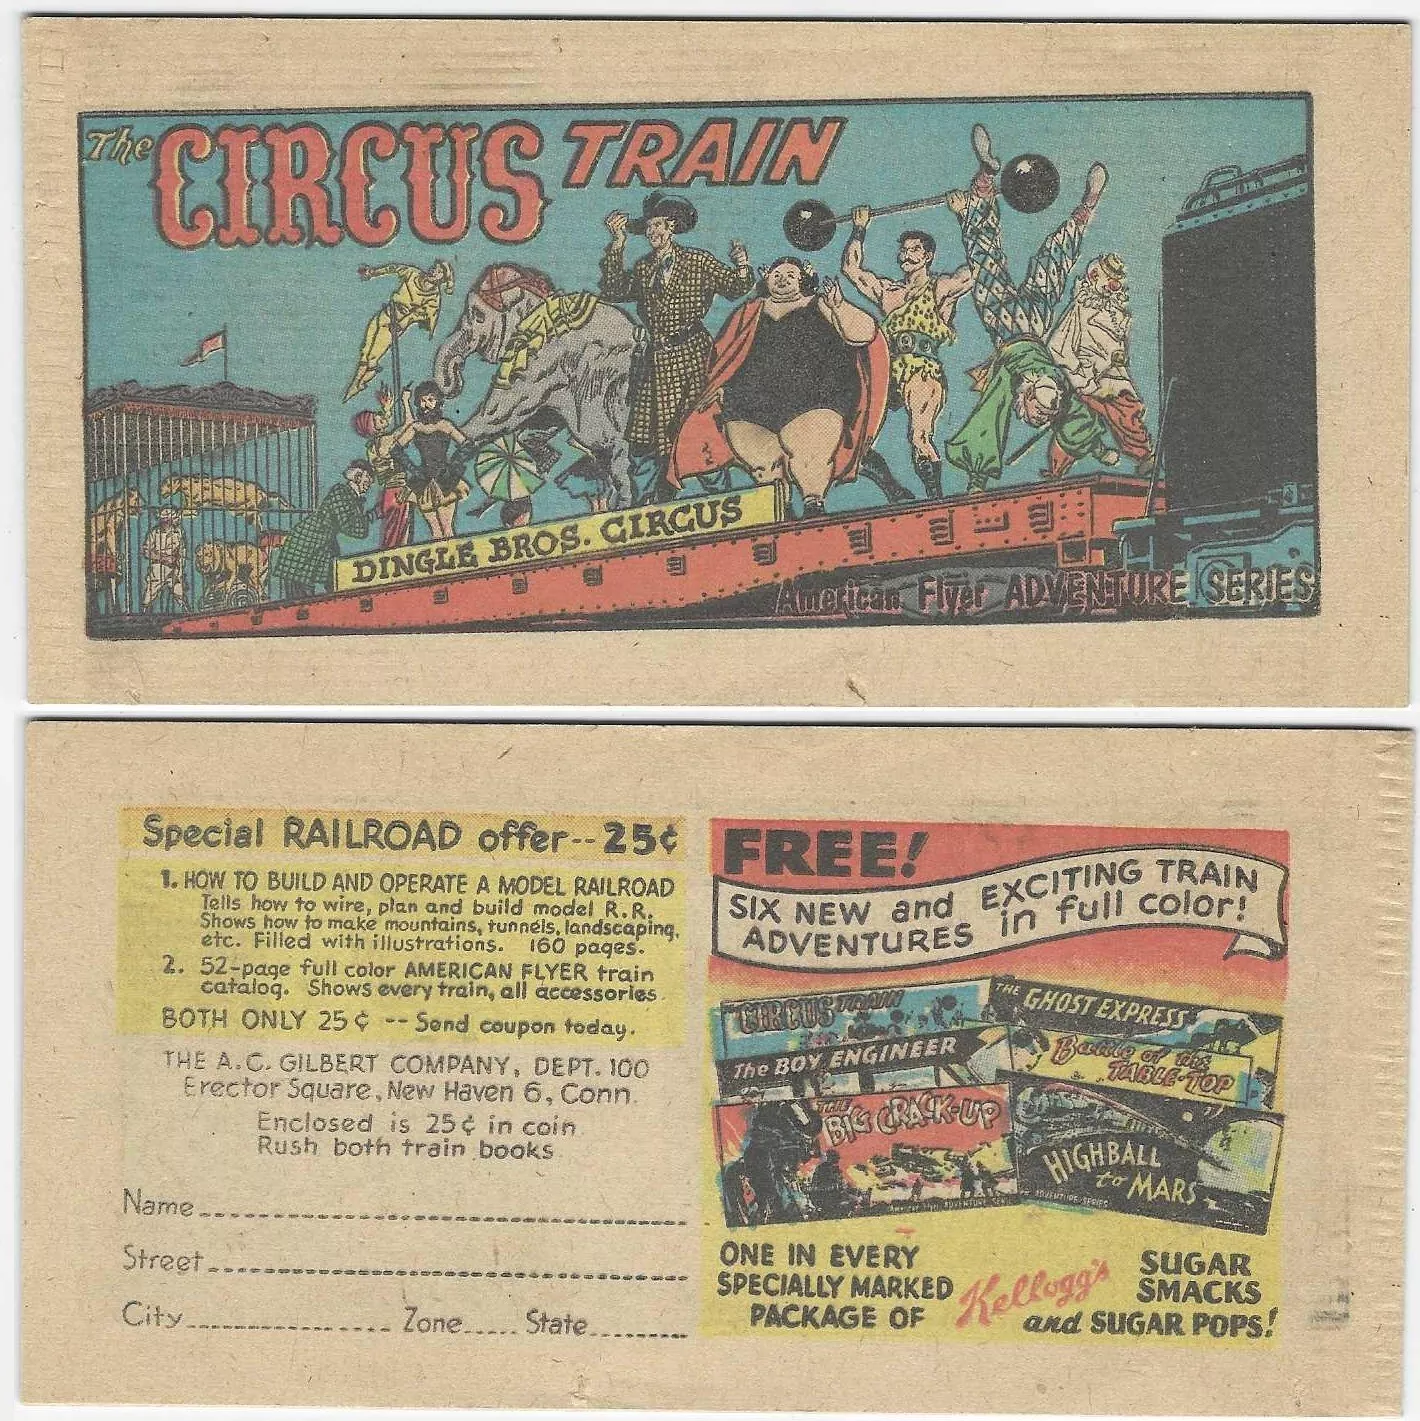 The CIRCUS TRAIN
DINGLE BROS. CIRCUS
American Flyer ADVENTURE SERIES
Special RAILROAD offer--25¢
1. HOW TO BUILD AND OPERATE A MODEL RAILROAD
Tells how to wire, plan and build model R.R.
Shows how to make mountains, tunnels, landscaping,
etc. Filled with illustrations. 160 pages.
2. 52-page full color AMERICAN FLYER train
catalog. Shows every train, all accessories.
BOTH ONLY 25¢ -- Send coupon today.
THE A.C. GILBERT COMPANY, DEPT. 100
Erector Square, New Haven 6, Conn.
Enclosed is 25¢ in coin
Rush both train books
Name
Street
City Zone State
FREE!
SIX NEW and EXCITING TRAIN
ADVENTURES in full color!
CIRCUS TRAIN
THE GHOST EXPRESS
The BOY ENGINEER
Battle of the
TABLE-TOP
THE BIG CRACK-UP
HIGHBALL
to MARS
ADVENTURE SERIES
ONE IN EVERY
SPECIALLY MARKED
PACKAGE OF
Kellogg's
SUGAR
SMACKS
and SUGAR POPS!